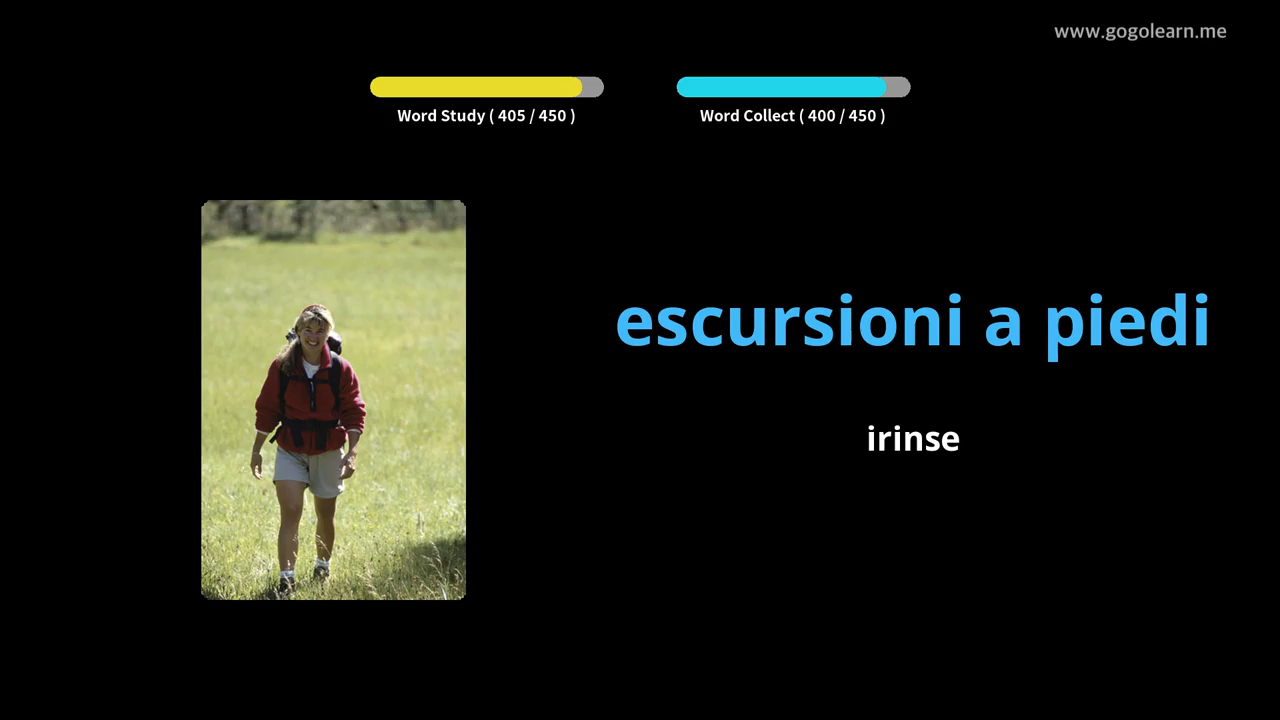 www.gogolearn.me
Word Study ( 405 / 450 )
Word Collect ( 400 / 450 )
escursioni a piedi
irinse